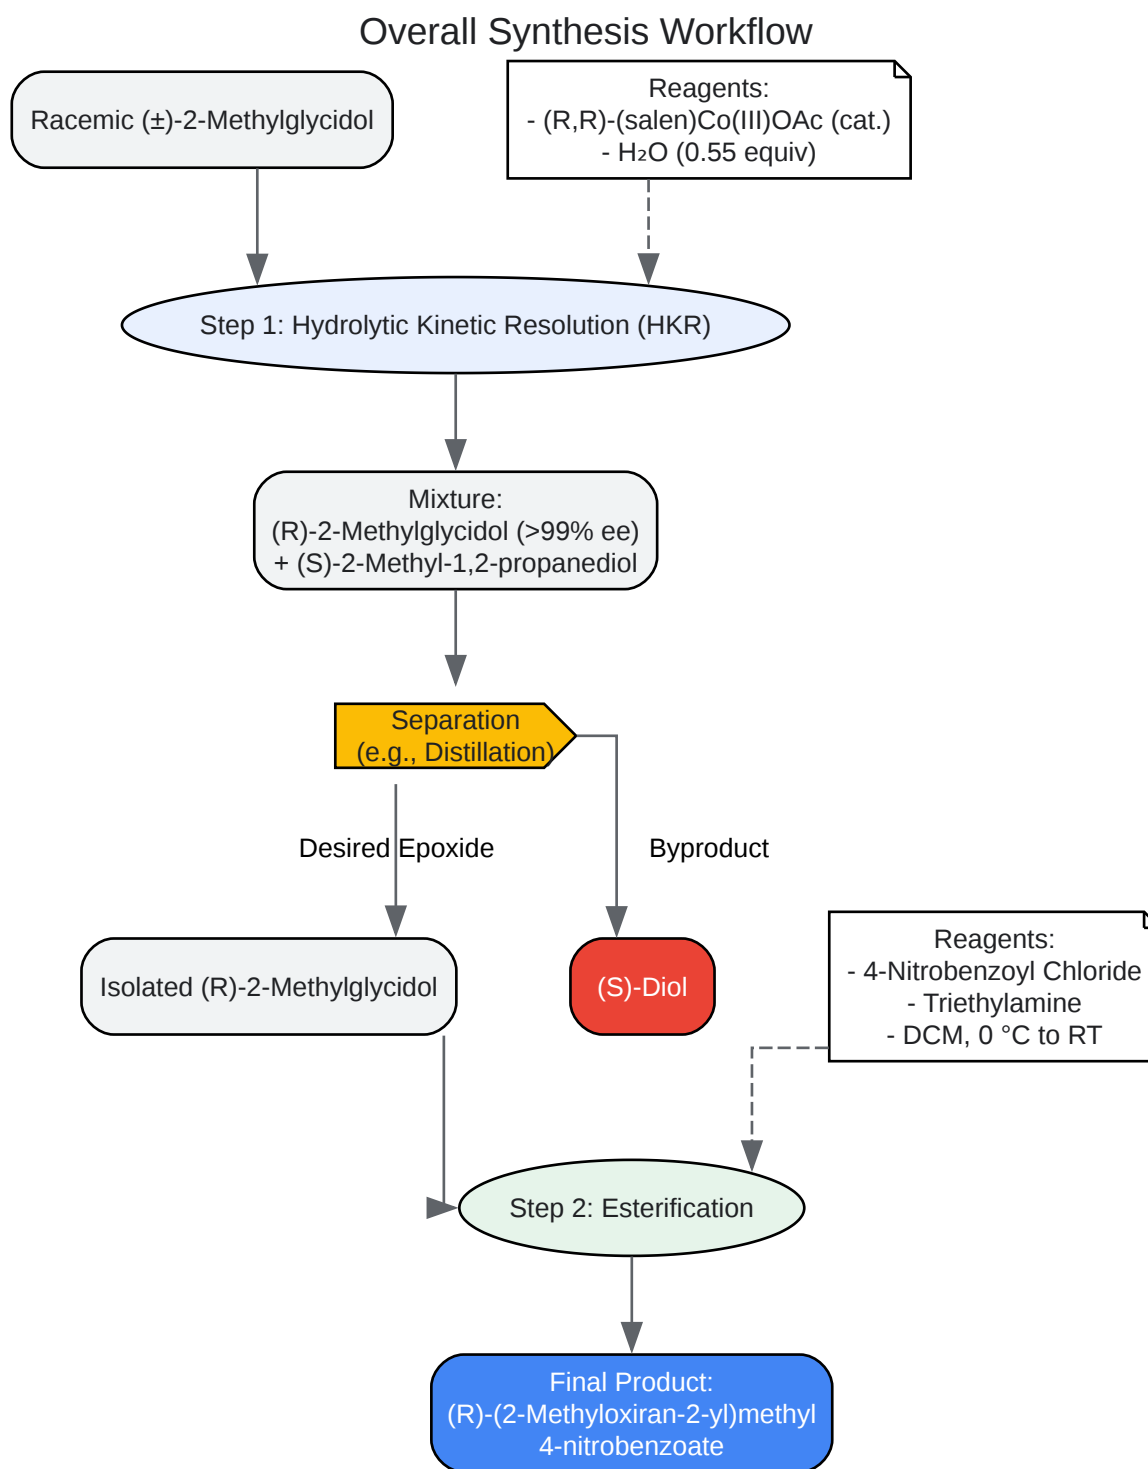 Overall Synthesis Workflow
Racemic (±)-2-Methylglycidol
Reagents:
- (R,R)-(salen)Co(III)OAc (cat.)
- H₂O (0.55 equiv)
Step 1: Hydrolytic Kinetic Resolution (HKR)
Mixture:
(R)-2-Methylglycidol (>99% ee)
+ (S)-2-Methyl-1,2-propanediol
Separation
(e.g., Distillation)
Desired Epoxide
Byproduct
Isolated (R)-2-Methylglycidol
(S)-Diol
Reagents:
- 4-Nitrobenzoyl Chloride
- Triethylamine
- DCM, 0 °C to RT
Step 2: Esterification
Final Product:
(R)-(2-Methyloxiran-2-yl)methyl
4-nitrobenzoate